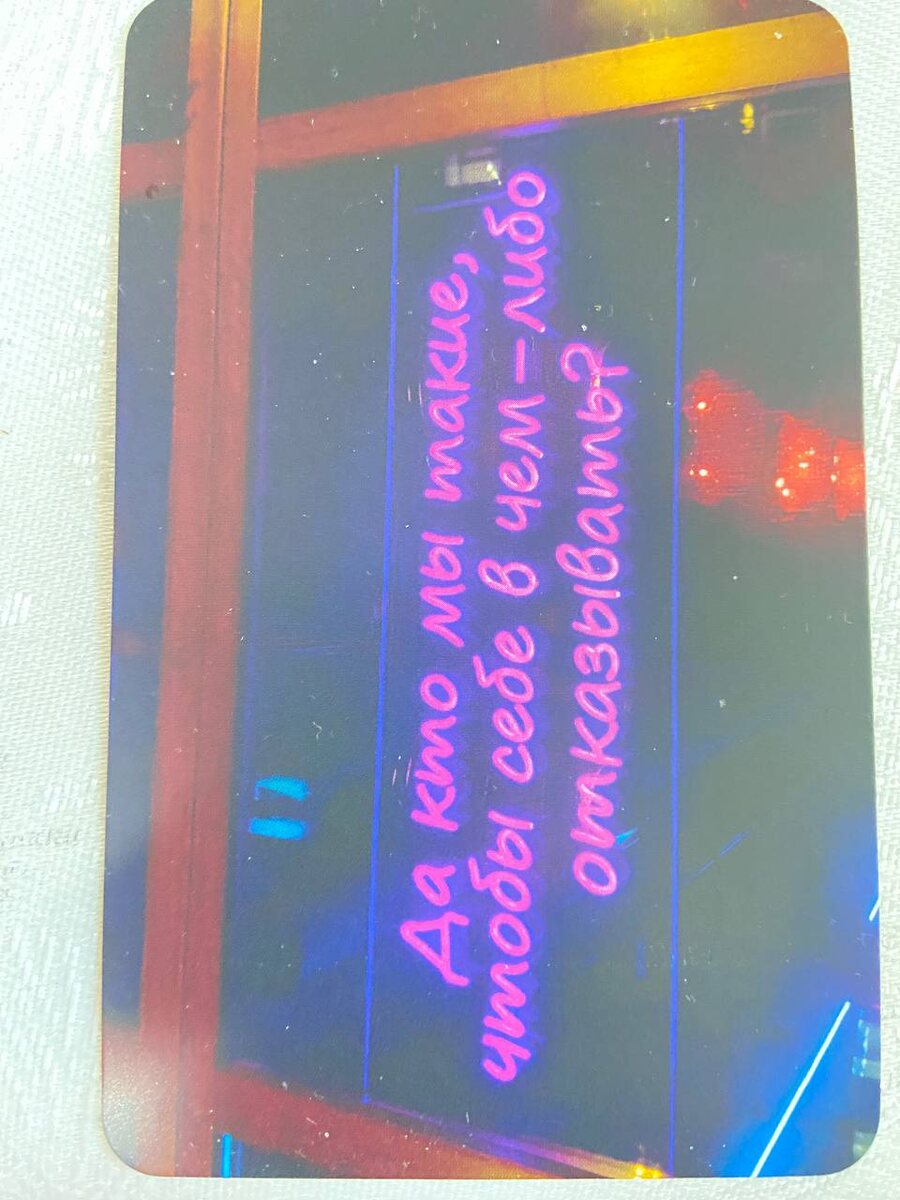 Да кто мы такие,
чтобы себе в чем-либо
отказывать?